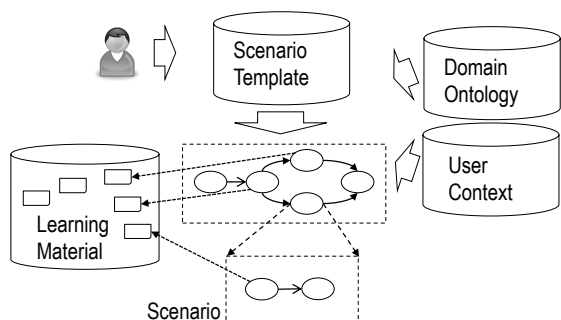 Scenario
Template
Domain
Ontology
User
Context
Learning
Material
Scenario